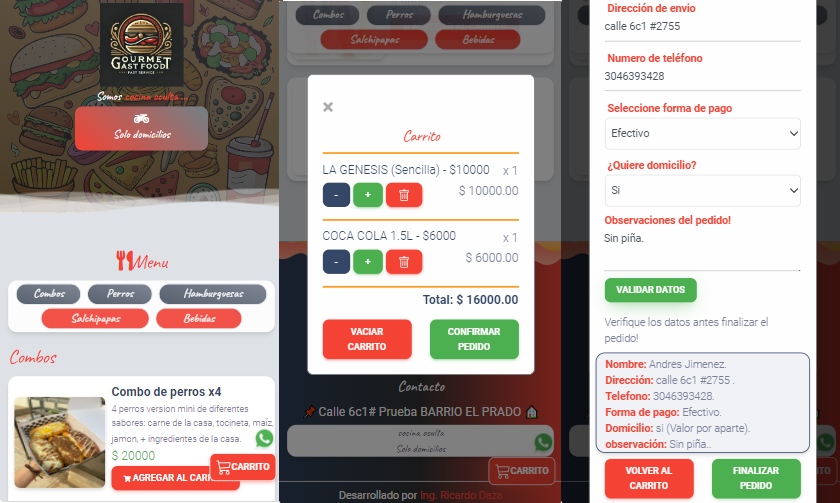 GOURMET
GAST FOODI
FAST SERVICE
Somos cocina oculta ...
Solo domicilios
Menu
Combos
Perros
Hamburguesas
Salchipapas
Bebidas
Combos
Combo de perros x4
4 perros version mini de diferentes
sabores: carne de la casa, tocineta, maíz,
jamon, + ingredientes de la casa.
$ 20000
AGREGAR AL CARR
CARRITO
Combos
Perros
Hamburguesas
Salchipapas
Bebidas
×
Carrito
LA GENESIS (Sencilla) - $10000 x 1
- + $ 10000.00
COCA COLA 1.5L - $6000 x 1
- + $ 6000.00
Total: $ 16000.00
VACIAR
CARRITO
CONFIRMAR
PEDIDO
Contacto
Calle 6c1# Prueba BARRIO EL PRADO
cocina oculta
Solo domicilios
CARRITO
Desarrollado por Ing. Ricardo Daza
Dirección de envio
calle 6c1 #2755
Numero de teléfono
3046393428
Seleccione forma de pago
Efectivo
¿Quiere domicilio?
Si
Observaciones del pedido!
Sin piña.
VALIDAR DATOS
Verifique los datos antes finalizar el
pedido!
Nombre: Andres Jimenez.
Dirección: calle 6c1 #2755 .
Telefono: 3046393428.
Forma de pago: Efectivo.
Domicilio: si (Valor por aparte).
observación: Sin piña..
VOLVER AL
CARRITO
FINALIZAR
PEDIDO